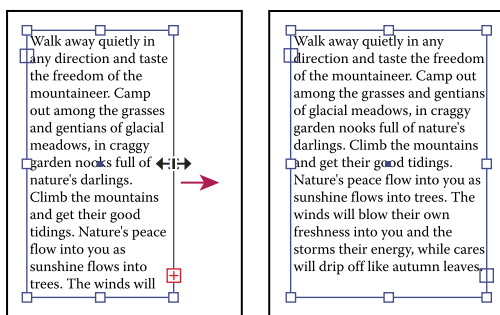 Walk away quietly in
any direction and taste
the freedom of the
mountaineer. Camp
out among the grasses
and gentians of glacial
meadows, in craggy
garden nooks full of
nature's darlings.
Climb the mountains
and get their good
tidings. Nature's peace
flow into you as
sunshine flows into
trees. The winds will
Walk away quietly in any
direction and taste the freedom
of the mountaineer. Camp out
among the grasses and gentians
of glacial meadows, in craggy
garden nooks full of nature's
darlings. Climb the mountains
and get their good tidings.
Nature's peace flow into you as
sunshine flows into trees. The
winds will blow their own
freshness into you and the
storms their energy, while cares
will drip off like autumn leaves.